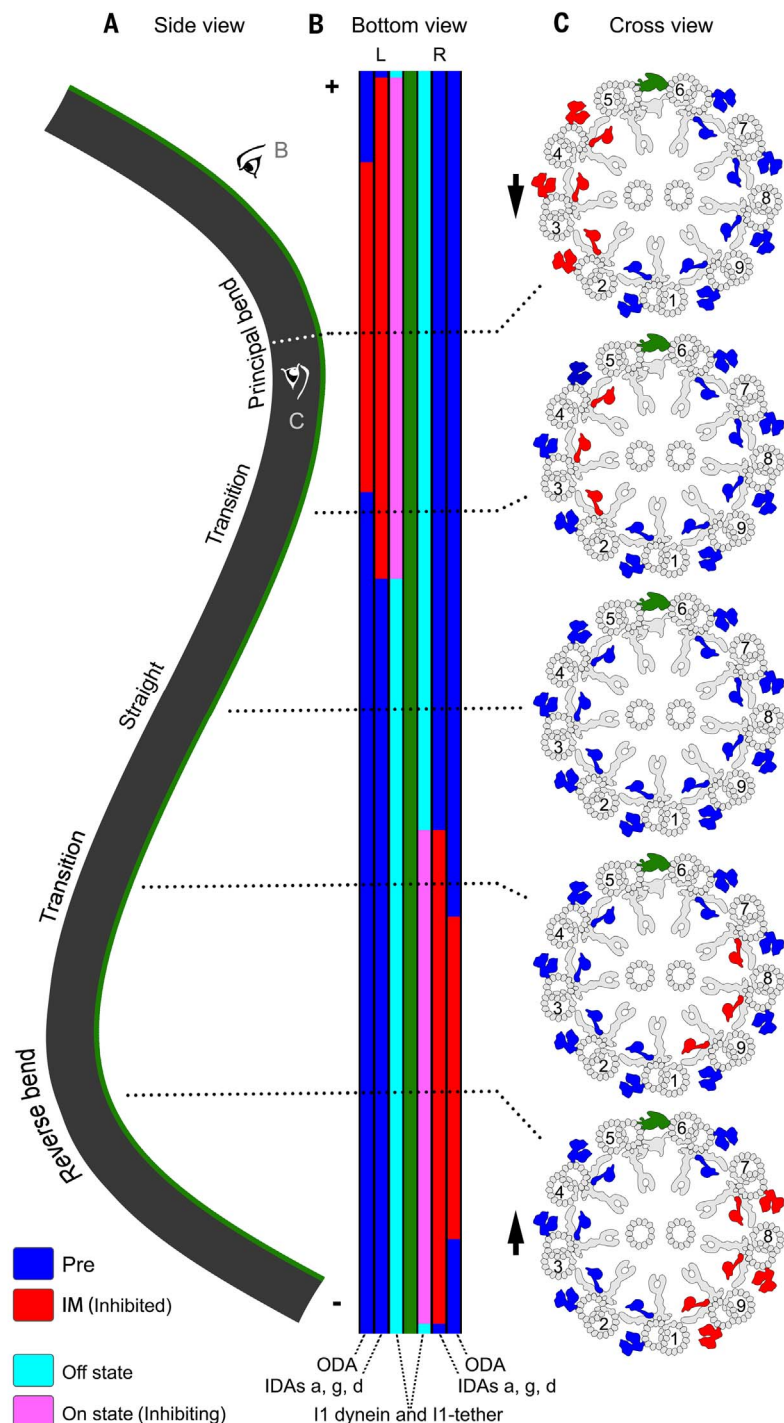 A Side view
B Bottom view
C Cross view
L R
+
B
Principal bend
C
Transition
Straight
Transition
Reverse bend
-
5 6 7 8 9 1 2 3 4
5 6 7 8 9 1 2 3 4
5 6 7 8 9 1 2 3 4
5 6 7 8 9 1 2 3 4
5 6 7 8 9 1 2 3 4
Pre
IM (Inhibited)
Off state
On state (Inhibiting)
ODA ODA
IDAs a, g, d IDAs a, g, d
I1 dynein and I1-tether